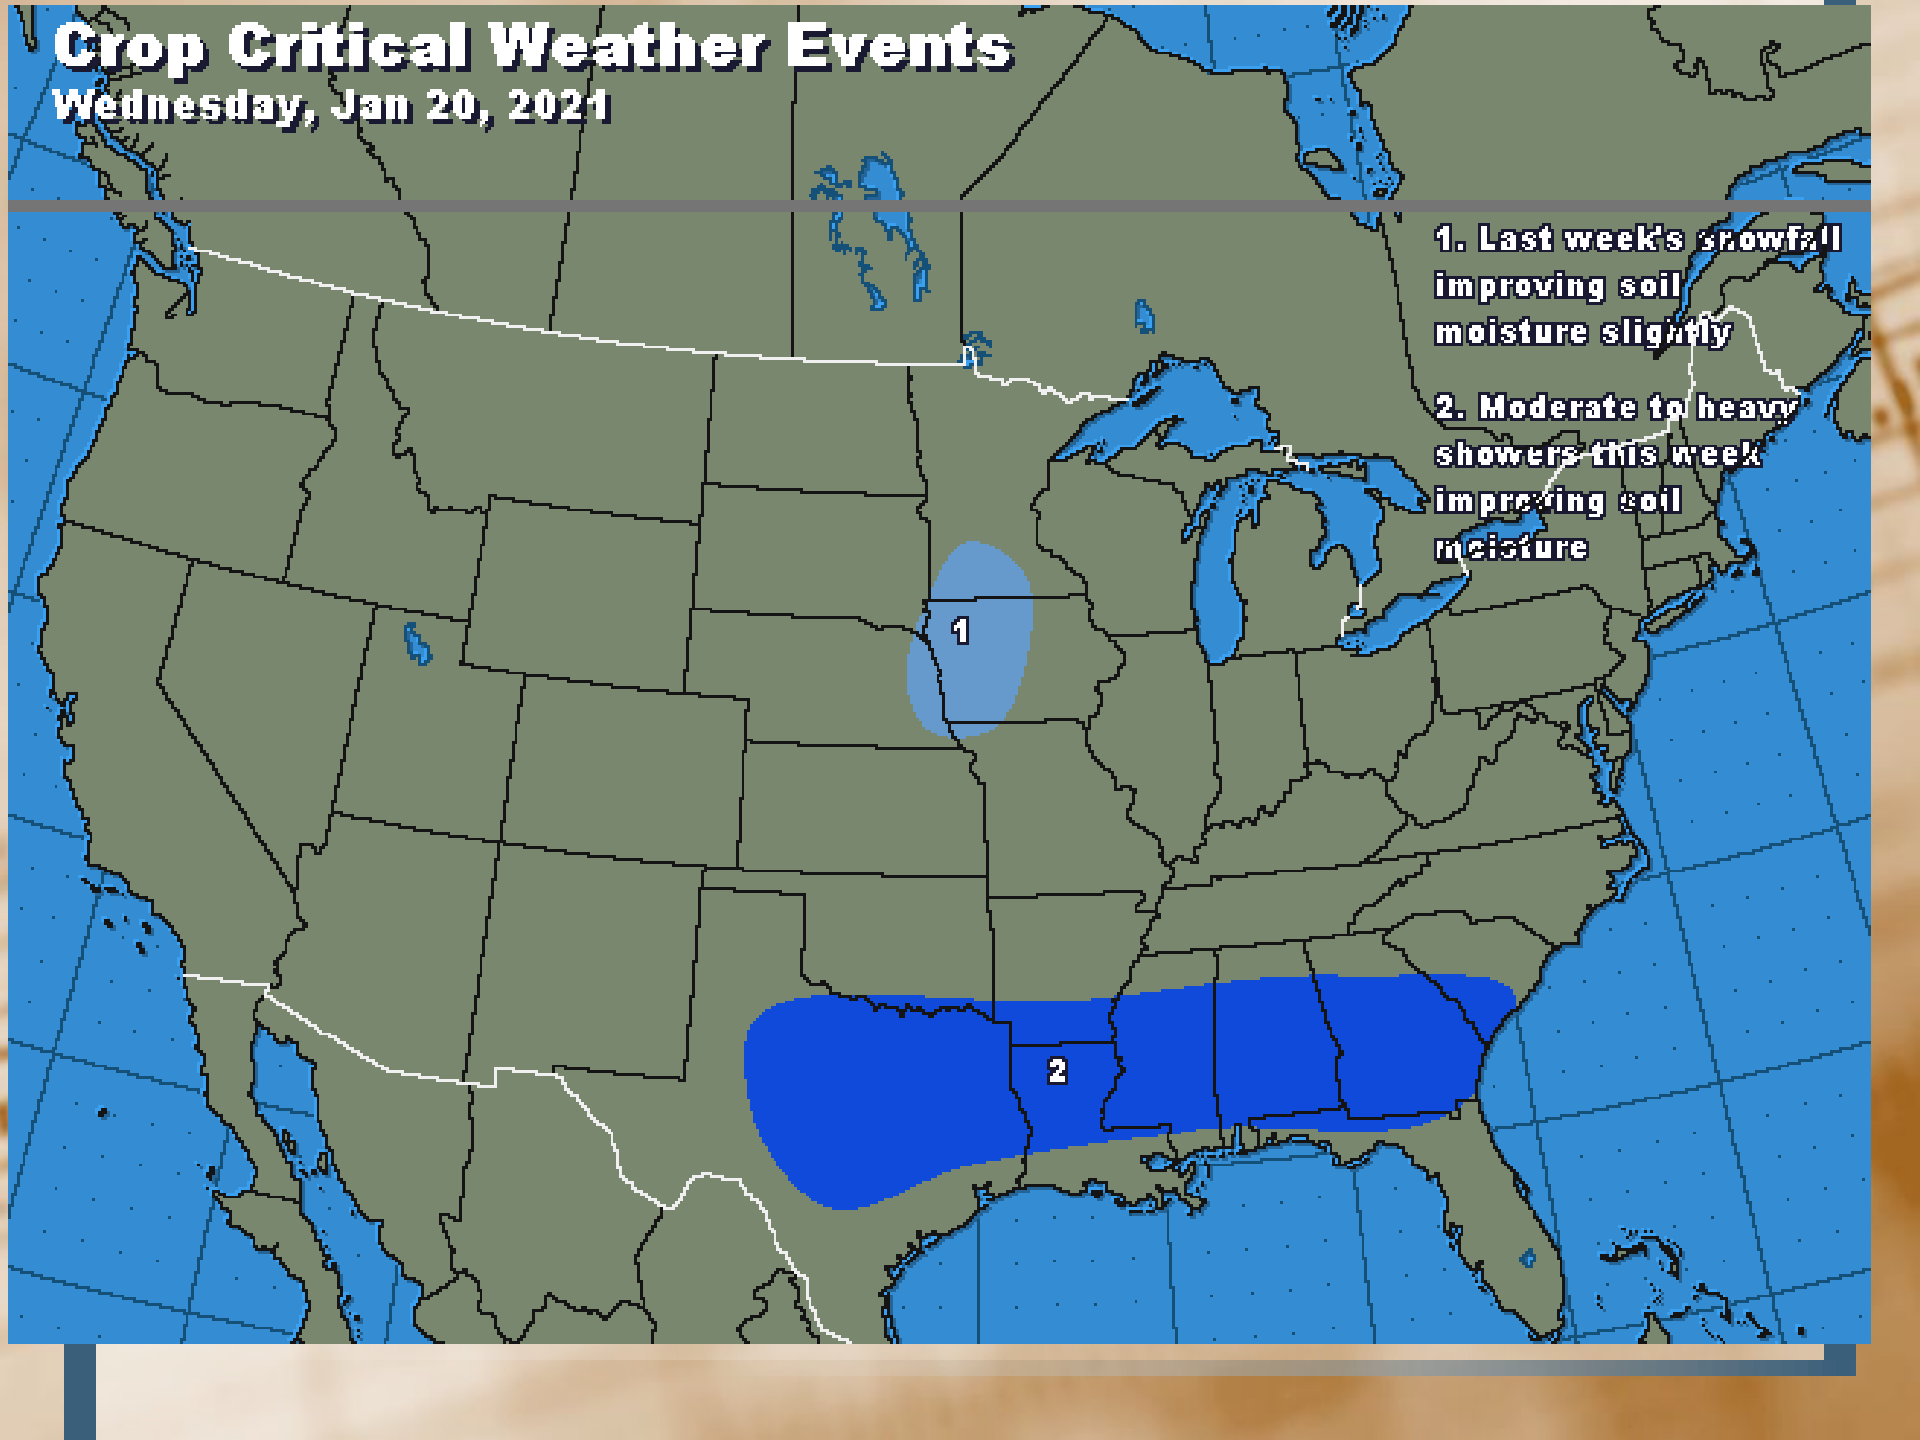 Crop Critical Weather Events
Wednesday, Jan 20, 2021
1. Last week's snowfall
improving soil
moisture slightly
2. Moderate to heavy
showers this week
improving soil
moisture
1
2